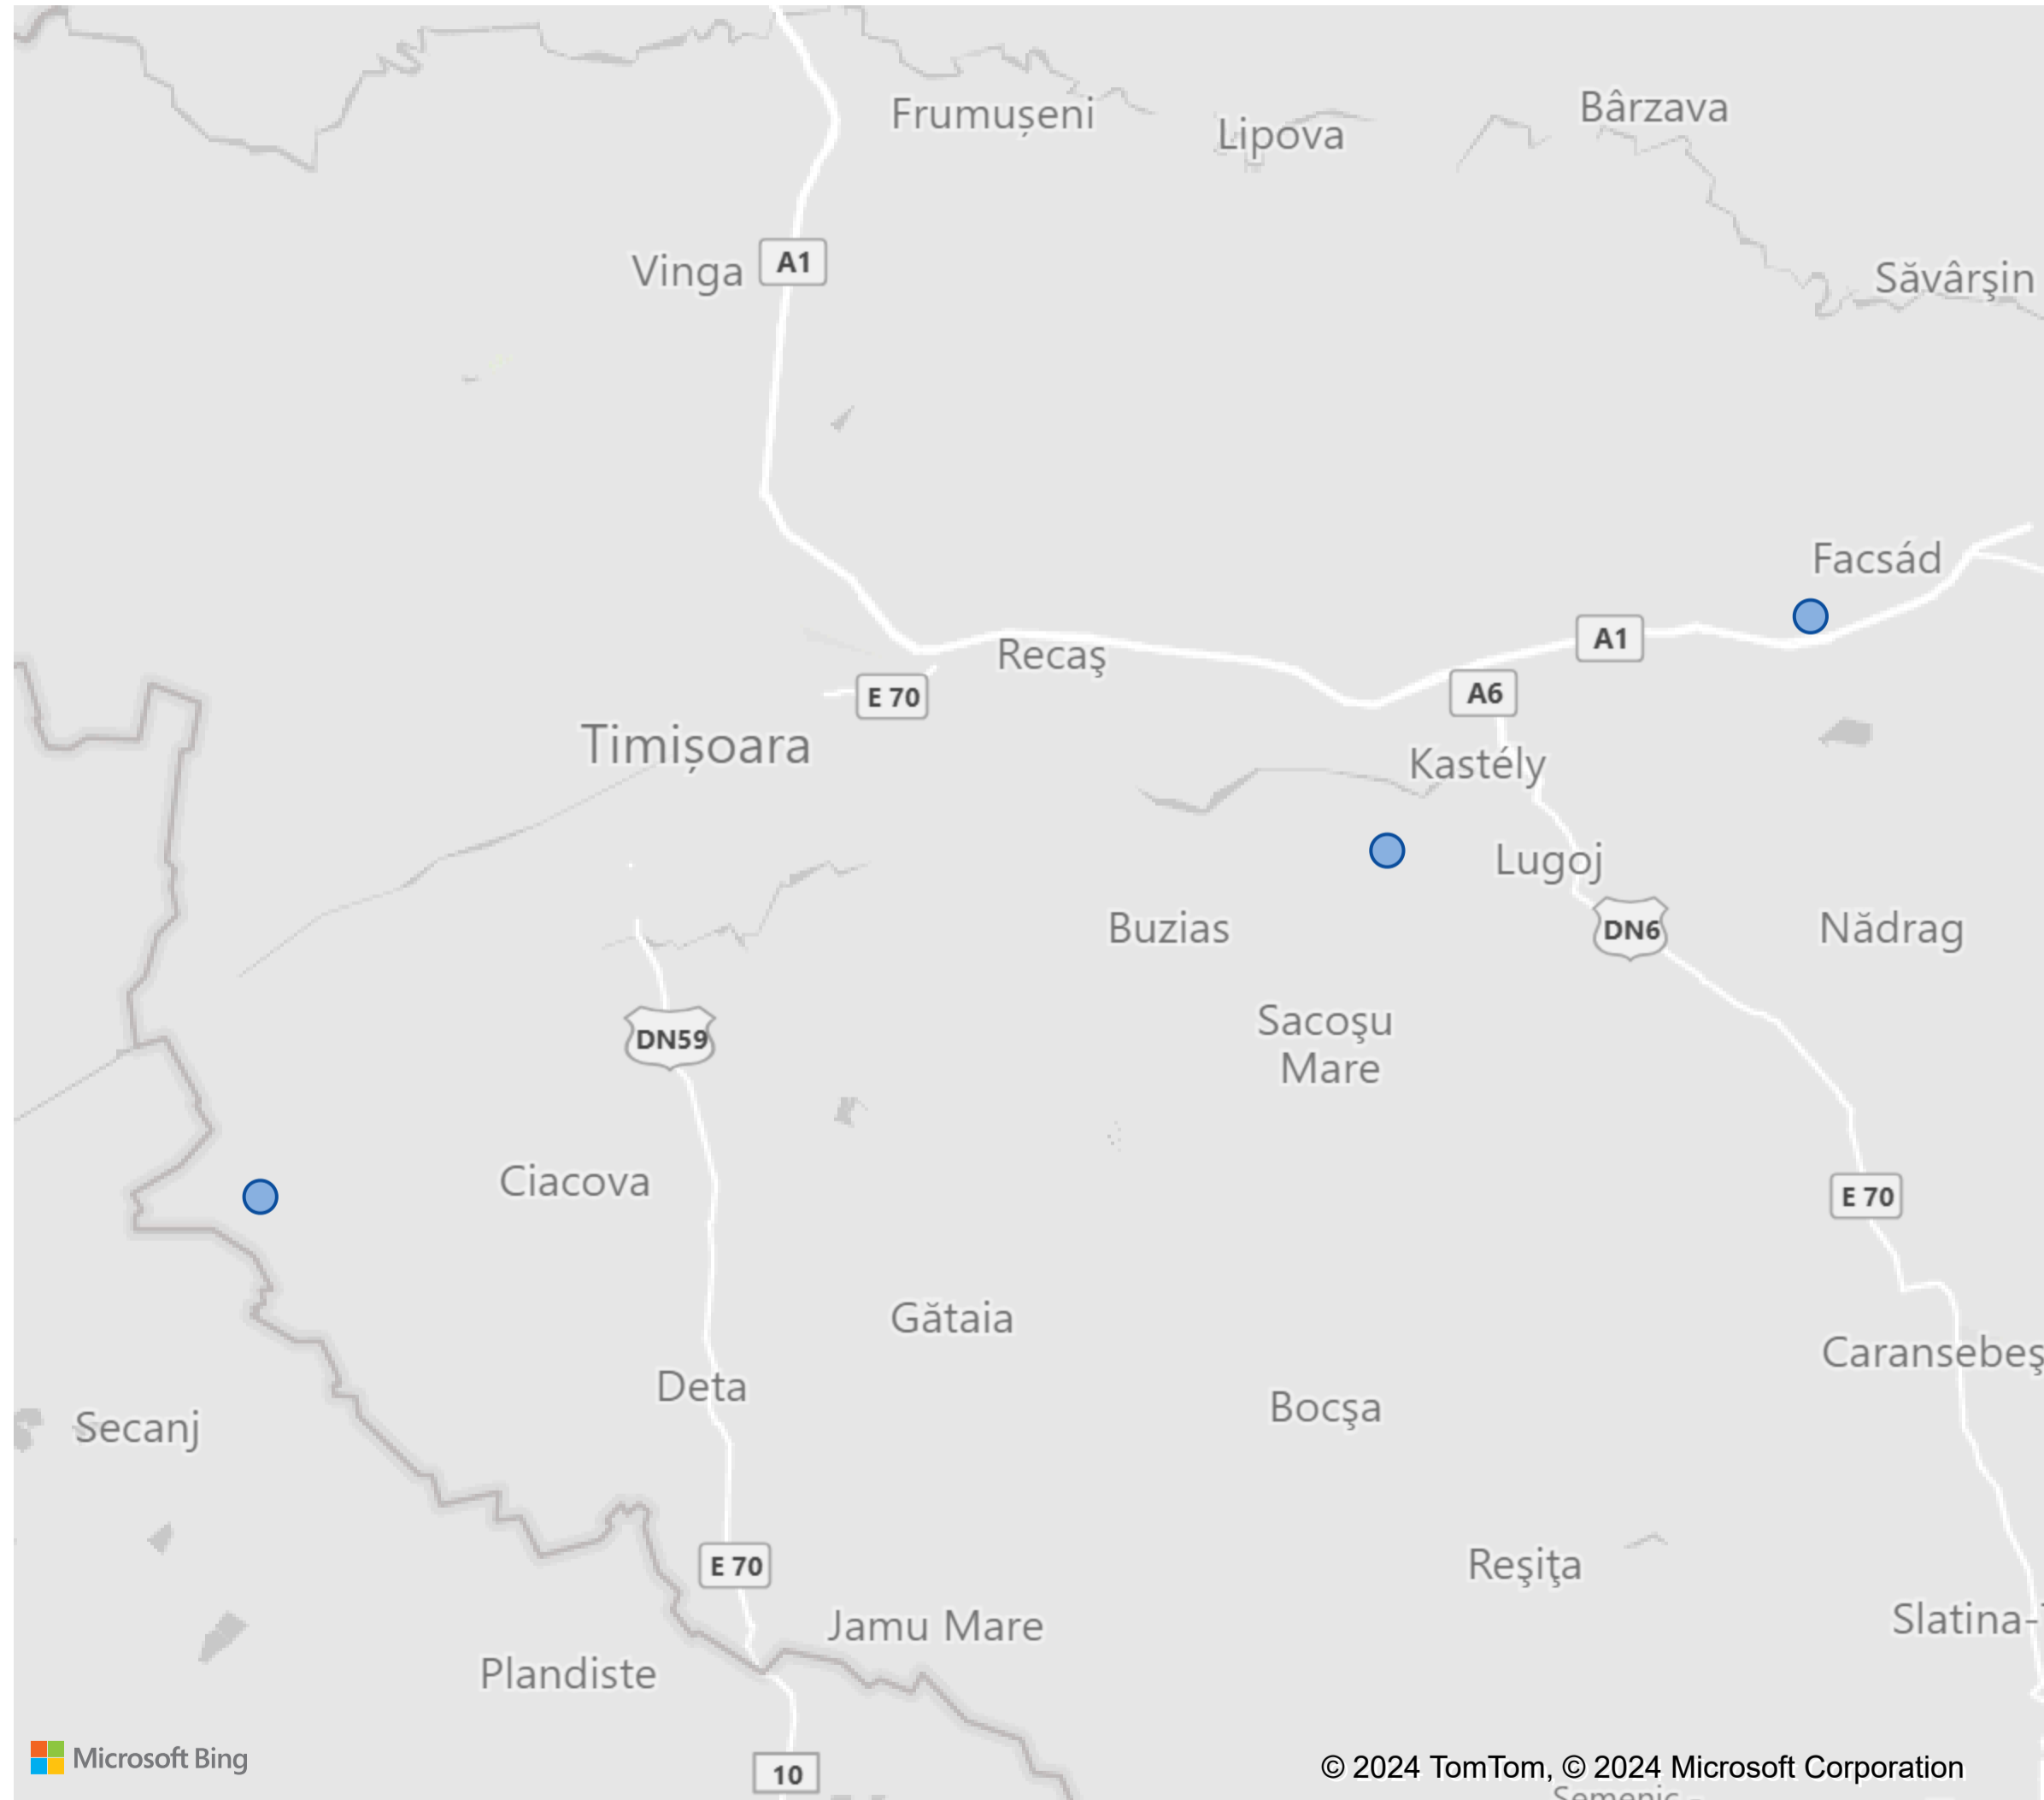 Frumușeni
Lipova
Bârzava
Vinga
A1
Săvârşin
Facsád
A1
Recaş
E 70
A6
Timișoara
Kastély
Lugoj
Buzias
DN6
Nădrag
DN59
Sacoşu
Mare
Ciacova
E 70
Gătaia
Caransebeş
Deta
Bocşa
Secanj
E 70
Reşiţa
Jamu Mare
Slatina-
Plandiste
Microsoft Bing
10
© 2024 TomTom, © 2024 Microsoft Corporation